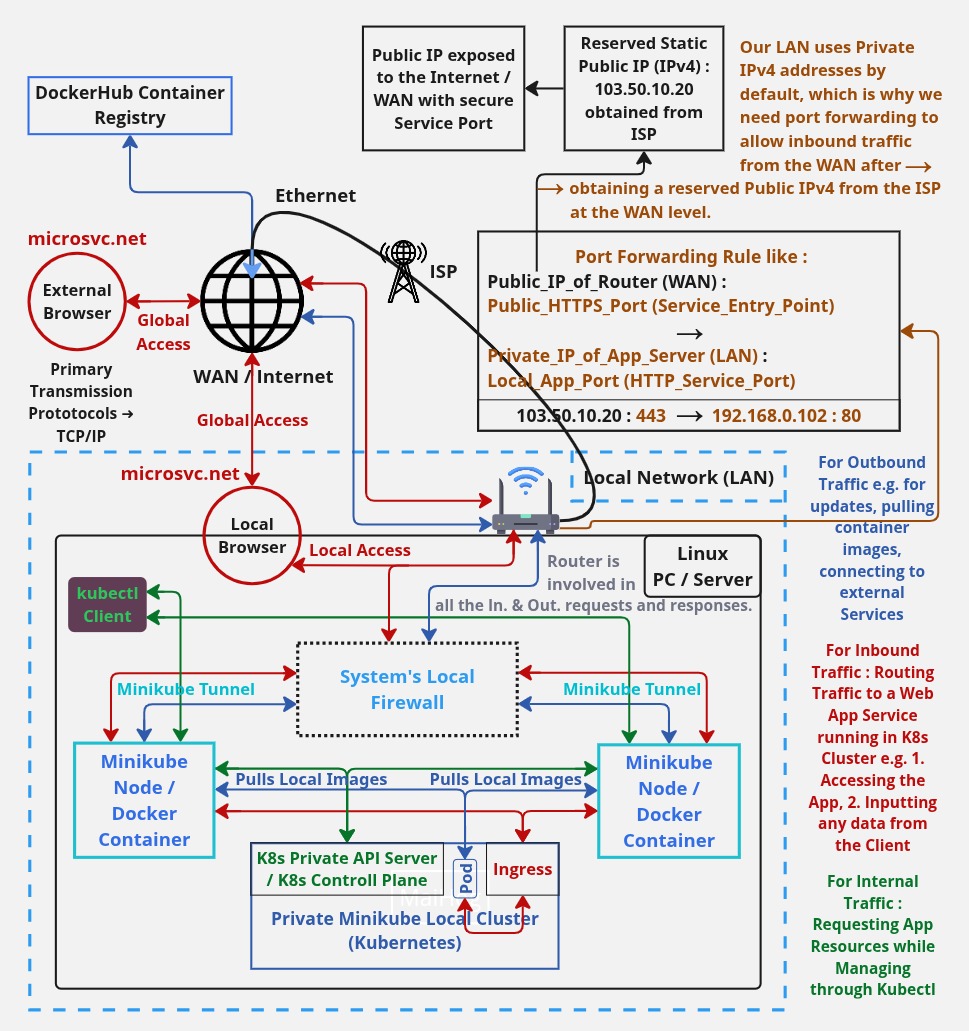 Public IP exposed
to the Internet /
WAN with secure
Service Port
Reserved Static
Public IP (IPv4) :
103.50.10.20
obtained from
ISP
Our LAN uses Private
IPv4 addresses by
default, which is why we
need port forwarding to
allow inbound traffic
from the WAN after →
→ obtaining a reserved Public IPv4 from the ISP
at the WAN level.
DockerHub Container
Registry
Ethernet
ISP
microsvc.net
External
Browser
Global
Access
WAN / Internet
Primary
Transmission
Prototocols →
TCP/IP
Global Access
Port Forwarding Rule like :
Public_IP_of_Router (WAN) :
Public_HTTPS_Port (Service_Entry_Point)
→
Private_IP_of_App_Server (LAN) :
Local_App_Port (HTTP_Service_Port)
103.50.10.20 : 443 → 192.168.0.102 : 80
microsvc.net
Local
Browser
Local Access
Local Network (LAN)
Linux
PC / Server
Router is
involved in
all the In. & Out. requests and responses.
kubectl
Client
System's Local
Firewall
Minikube Tunnel
Minikube Tunnel
Minikube
Node /
Docker
Container
Minikube
Node /
Docker
Container
Pulls Local Images
Pulls Local Images
K8s Private API Server
/ K8s Controll Plane
Pod
Ingress
Private Minikube Local Cluster
(Kubernetes)
For Outbound
Traffic e.g. for
updates, pulling
container
images,
connecting to
external
Services
For Inbound
Traffic : Routing
Traffic to a Web
App Service
running in K8s
Cluster e.g. 1.
Accessing the
App, 2. Inputting
any data from
the Client
For Internal
Traffic :
Requesting App
Resources while
Managing
through Kubectl